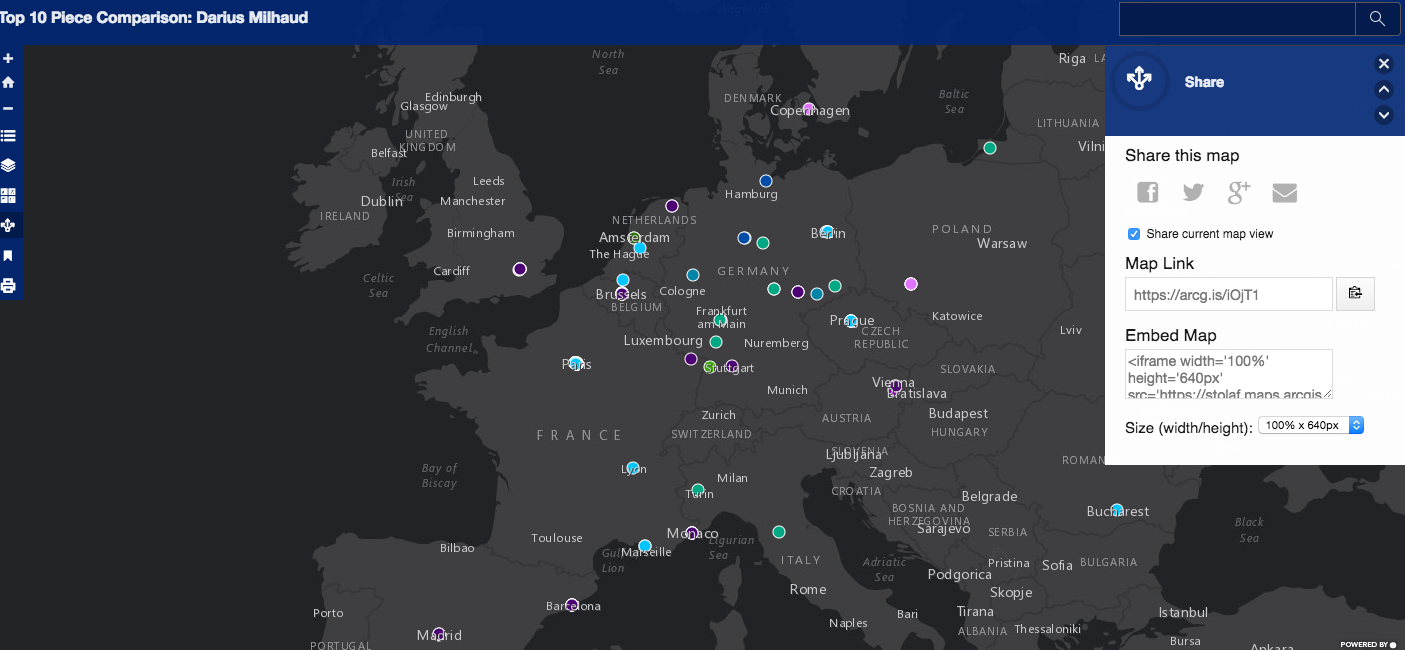 Top 10 Piece Comparison: Darius Milhaud
Share
Share this map
Share current map view
Map Link
https://arcg.is/iOjT1
Embed Map
<iframe width='100%'
height='640px'
src='https://stolaf.maps.arcgis
Size (width/height): 100% x 640px
North
Sea
Riga
Edinburgh
Glasgow
DENMARK
Baltic
Sea
Copenhagen
LITHUANIA
UNITED
KINGDOM
Belfast
Vilni
Irish
Sea
Leeds
Hamburg
Dublin
Manchester
IRELAND
NETHERLANDS
Birmingham
Amsterdam
Berlin
POLAND
Warsaw
The Hague
Cardiff
GERMANY
Celtic
Sea
Cologne
Brussels
BELGIUM
Frankfurt
am Main
Prague
Katowice
English
Channel
CZECH
REPUBLIC
Lviv
Luxembourg
Nuremberg
Paris
Stuttgart
SLOVAKIA
Vienna
Munich
Bratislava
Zurich
AUSTRIA
Budapest
FRANCE
SWITZERLAND
HUNGARY
SLOVENIA
Ljubljana
ROMAN
Bay of
Biscay
Lyon
Milan
Zagreb
Turin
CROATIA
Belgrade
BOSNIA AND
HERZEGOVINA
Bucharest
Sarajevo
Black
Sea
Monaco
SERBIA
Toulouse
Ligurian
Sea
Bilbao
Gulf
Lion
Marseille
ITALY
Adriatic
Sea
Pristina
Sofia
BULGARIA
Podgorica
Rome
Skopje
Barcelona
Porto
Bari
Tirana
Istanbul
Naples
ALBANIA
Thessaloniki
Madrid
Bursa
PORTUGAL
Ankara
POWERED BY